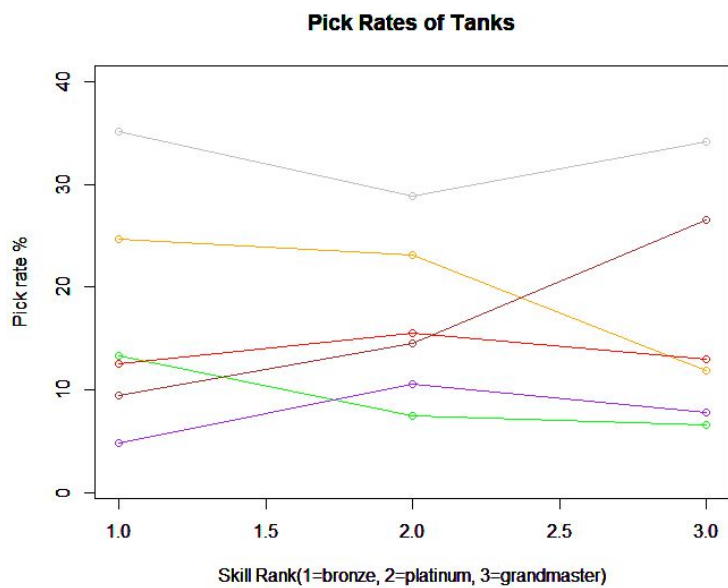 Pick Rates of Tanks
Pick rate %
40
30
20
10
0
1.0 1.5 2.0 2.5 3.0
Skill Rank(1=bronze, 2=platinum, 3=grandmaster)